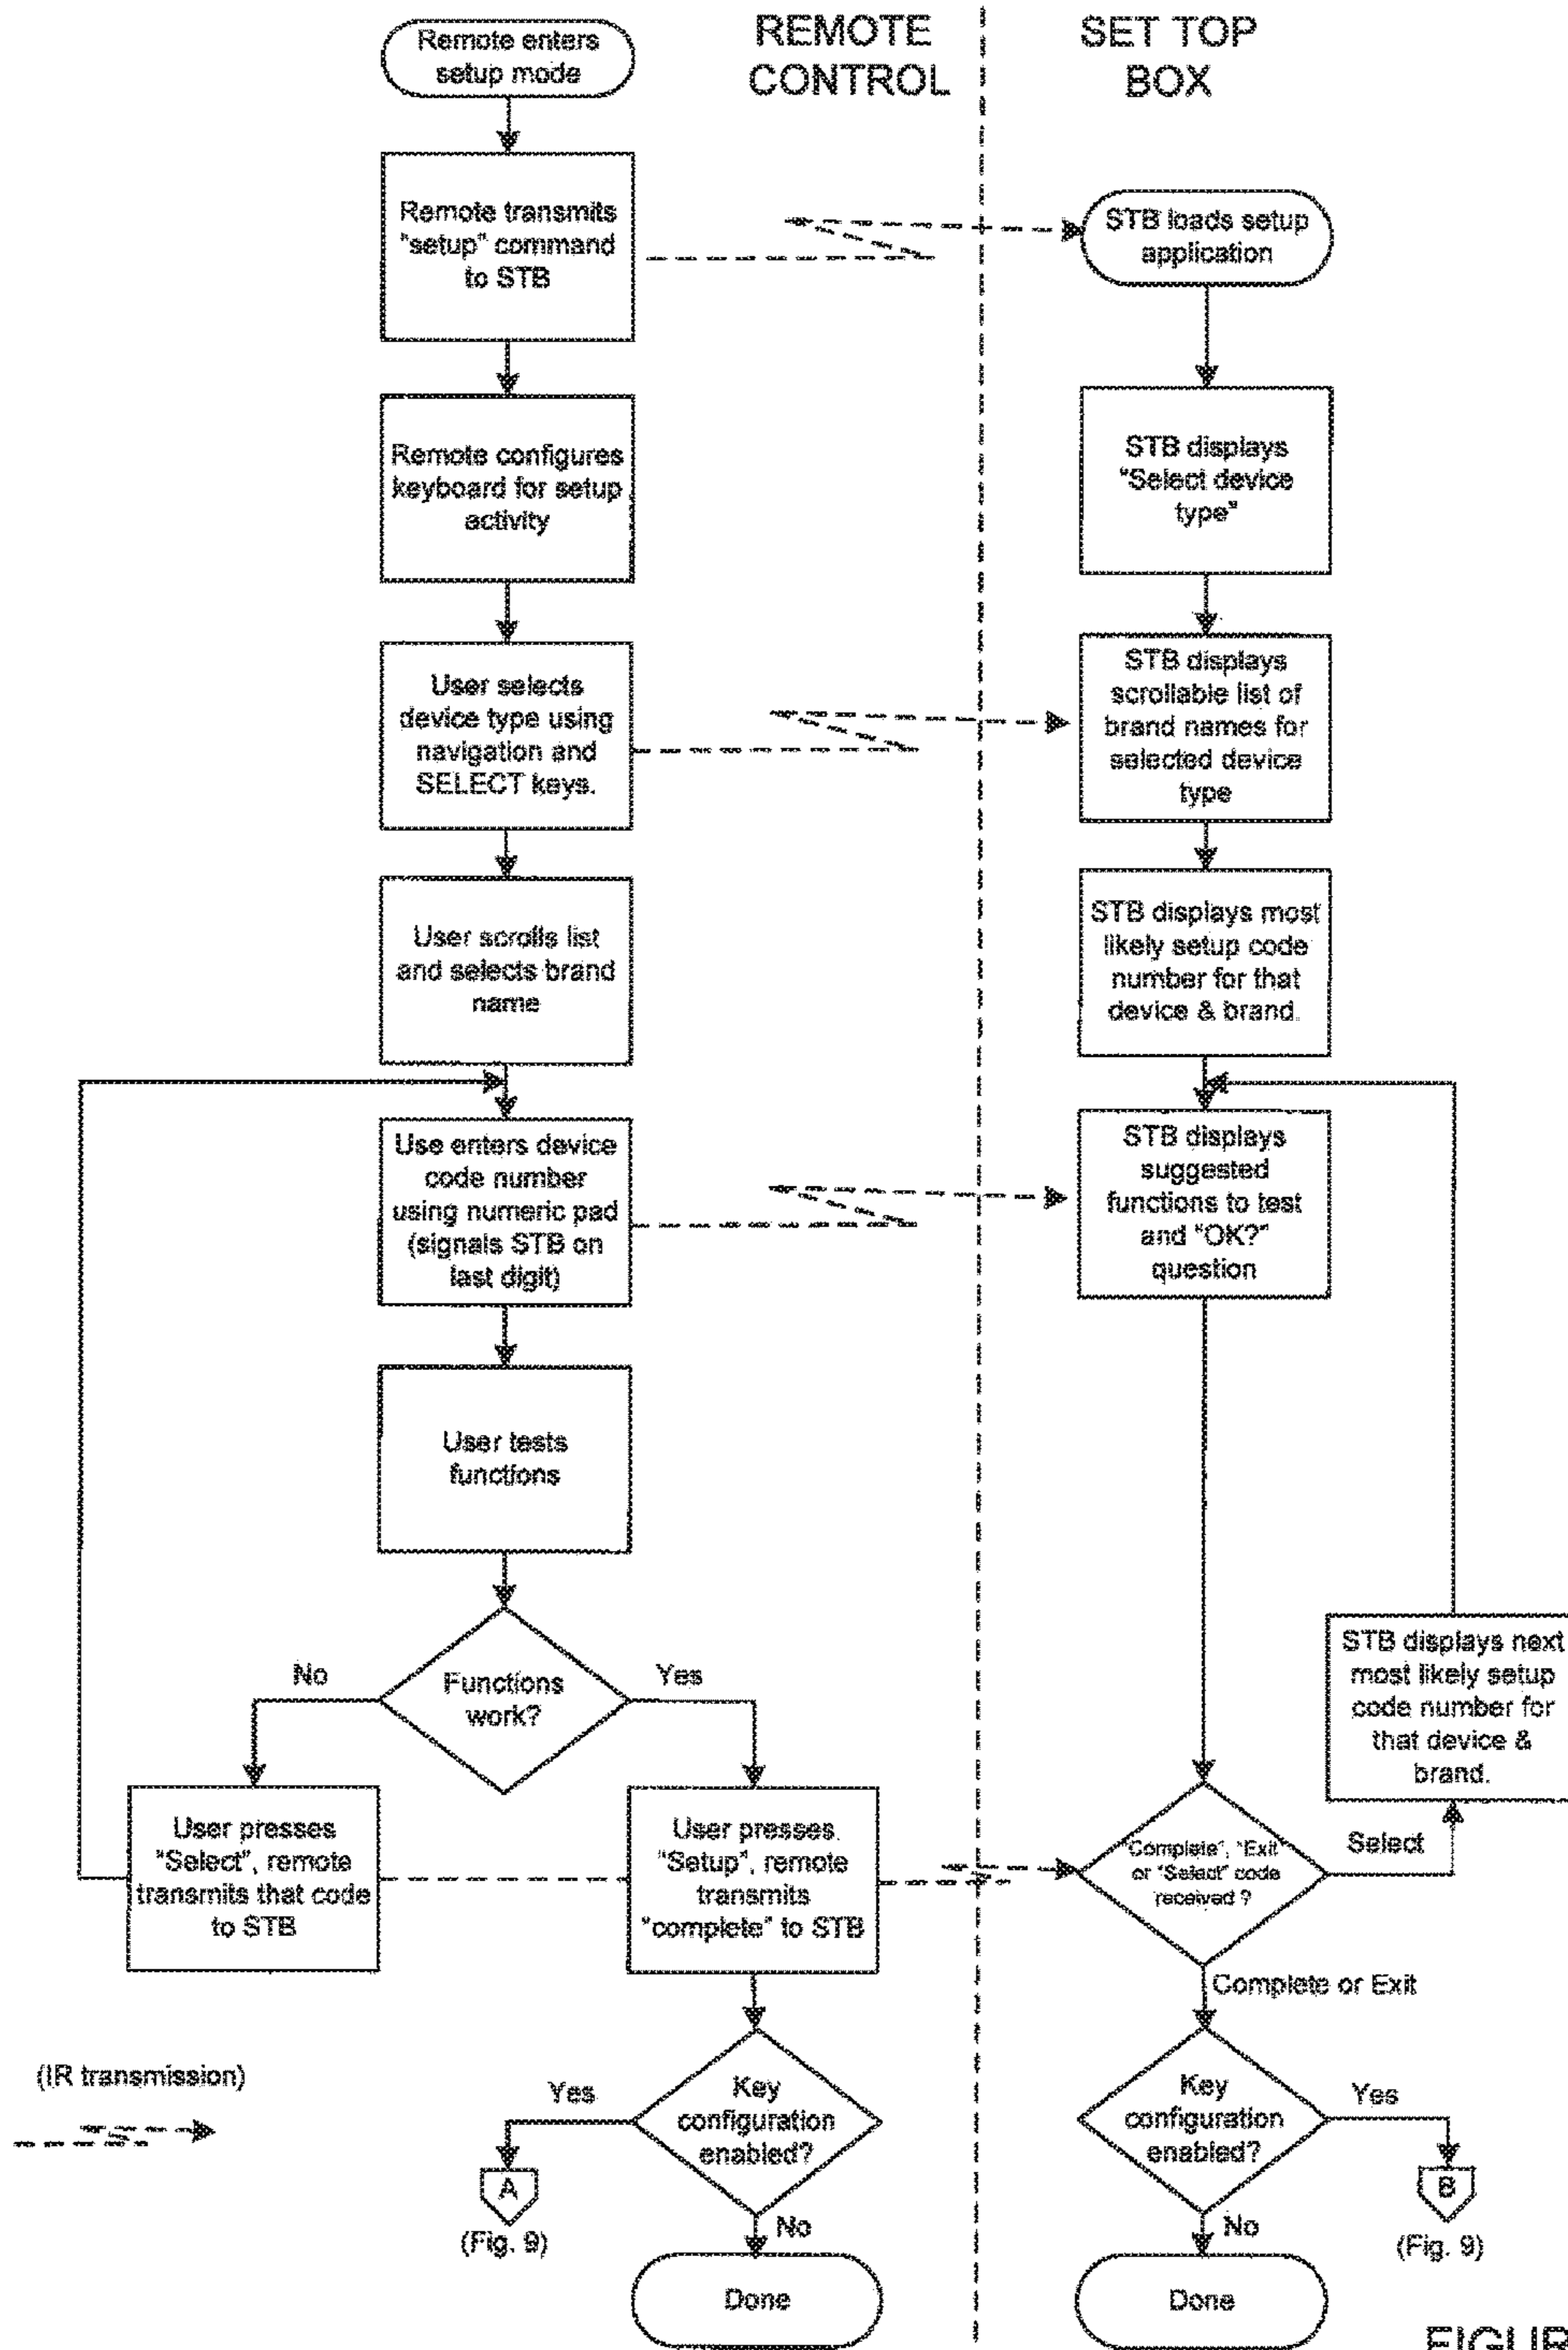 REMOTE
CONTROL
SET TOP
BOX
Remote enters
setup mode
Remote transmits
"setup" command
to STB
Remote configures
keyboard for setup
activity
User selects
device type using
navigation and
SELECT keys.
User scrolls list
and selects brand
name
Use enters device
code number
using numeric pad
(signals STB on
last digit)
User tests
functions
Functions
work?
No
Yes
User presses
"Select", remote
transmits that code
to STB
User presses
"Setup", remote
transmits
"complete" to STB
Key
configuration
enabled?
Yes
A
(Fig. 9)
No
Done
(IR transmission)
STB loads setup
application
STB displays
"Select device
type"
STB displays
scrollable list of
brand names for
selected device
type
STB displays most
likely setup code
number for that
device & brand.
STB displays
suggested
functions to test
and "OK?"
question
"Complete", "Exit
or "Select" code
received ?
Select
STB displays next
most likely setup
code number for
that device &
brand.
Complete or Exit
Key
configuration
enabled?
Yes
B
(Fig. 9)
No
Done